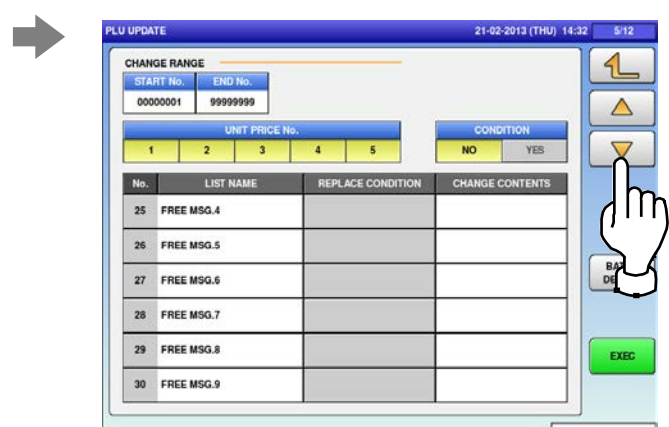 PLU UPDATE 21-02-2013 (THU) 14:32 5/12
CHANGE RANGE
START No. END No.
00000001 99999999
UNIT PRICE No. CONDITION
1 2 3 4 5 NO YES
No. LIST NAME REPLACE CONDITION CHANGE CONTENTS
25 FREE MSG.4
26 FREE MSG.5
27 FREE MSG.6
28 FREE MSG.7
29 FREE MSG.8
30 FREE MSG.9
EXEC